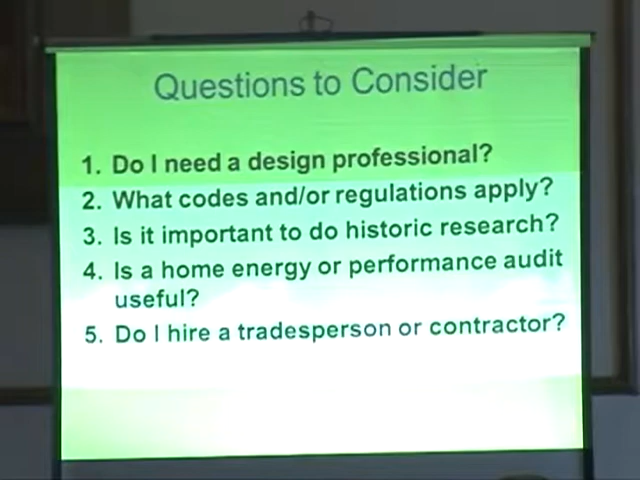 Questions to Consider
1. Do I need a design professional?
2. What codes and/or regulations apply?
3. Is it important to do historic research?
4. Is a home energy or performance audit
useful?
5. Do I hire a tradesperson or contractor?